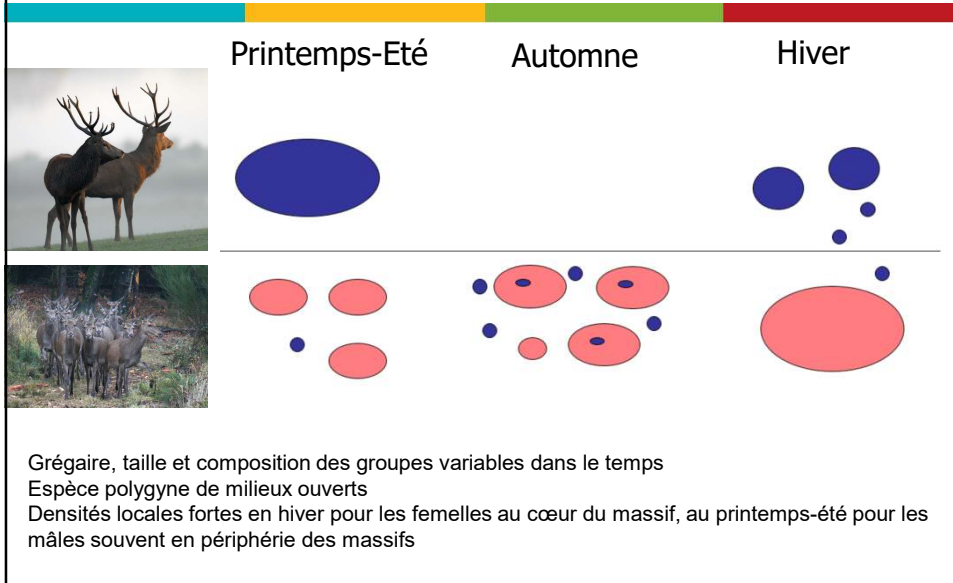 Printemps-Eté
Automne
Hiver
Grégaire, taille et composition des groupes variables dans le temps
Espèce polygyne de milieux ouverts
Densités locales fortes en hiver pour les femelles au cœur du massif, au printemps-été pour les
mâles souvent en périphérie des massifs